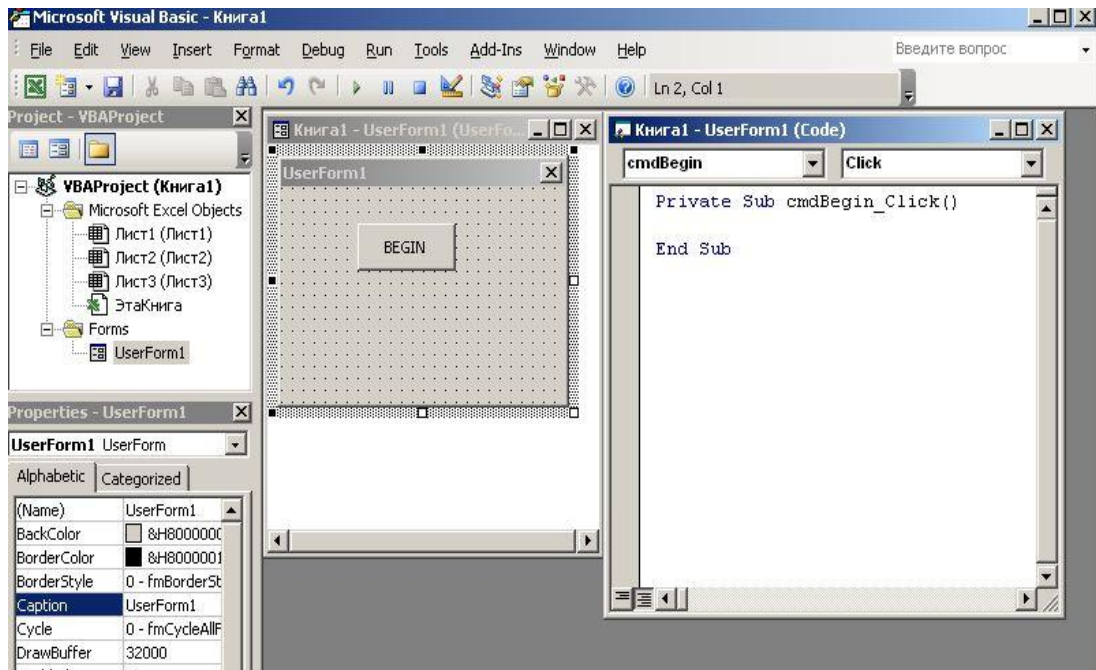 Microsoft Visual Basic - Книга1
File Edit View Insert Format Debug Run Tools Add-Ins Window Help
Введите вопрос
Ln 2, Col 1
Project - VBAProject
VBAProject (Книга1)
Microsoft Excel Objects
Лист1 (Лист1)
Лист2 (Лист2)
Лист3 (Лист3)
ЭтаКнига
Forms
UserForm1
Properties - UserForm1
UserForm1 UserForm
Alphabetic Categorized
(Name) UserForm1
BackColor &H8000000
BorderColor &H8000001
BorderStyle 0 - fmBorderSt
Caption UserForm1
Cycle 0 - fmCycleAllF
DrawBuffer 32000
Книга1 - UserForm1 (UserFo...
UserForm1
BEGIN
Книга1 - UserForm1 (Code)
cmdBegin Click
Private Sub cmdBegin_Click()
End Sub